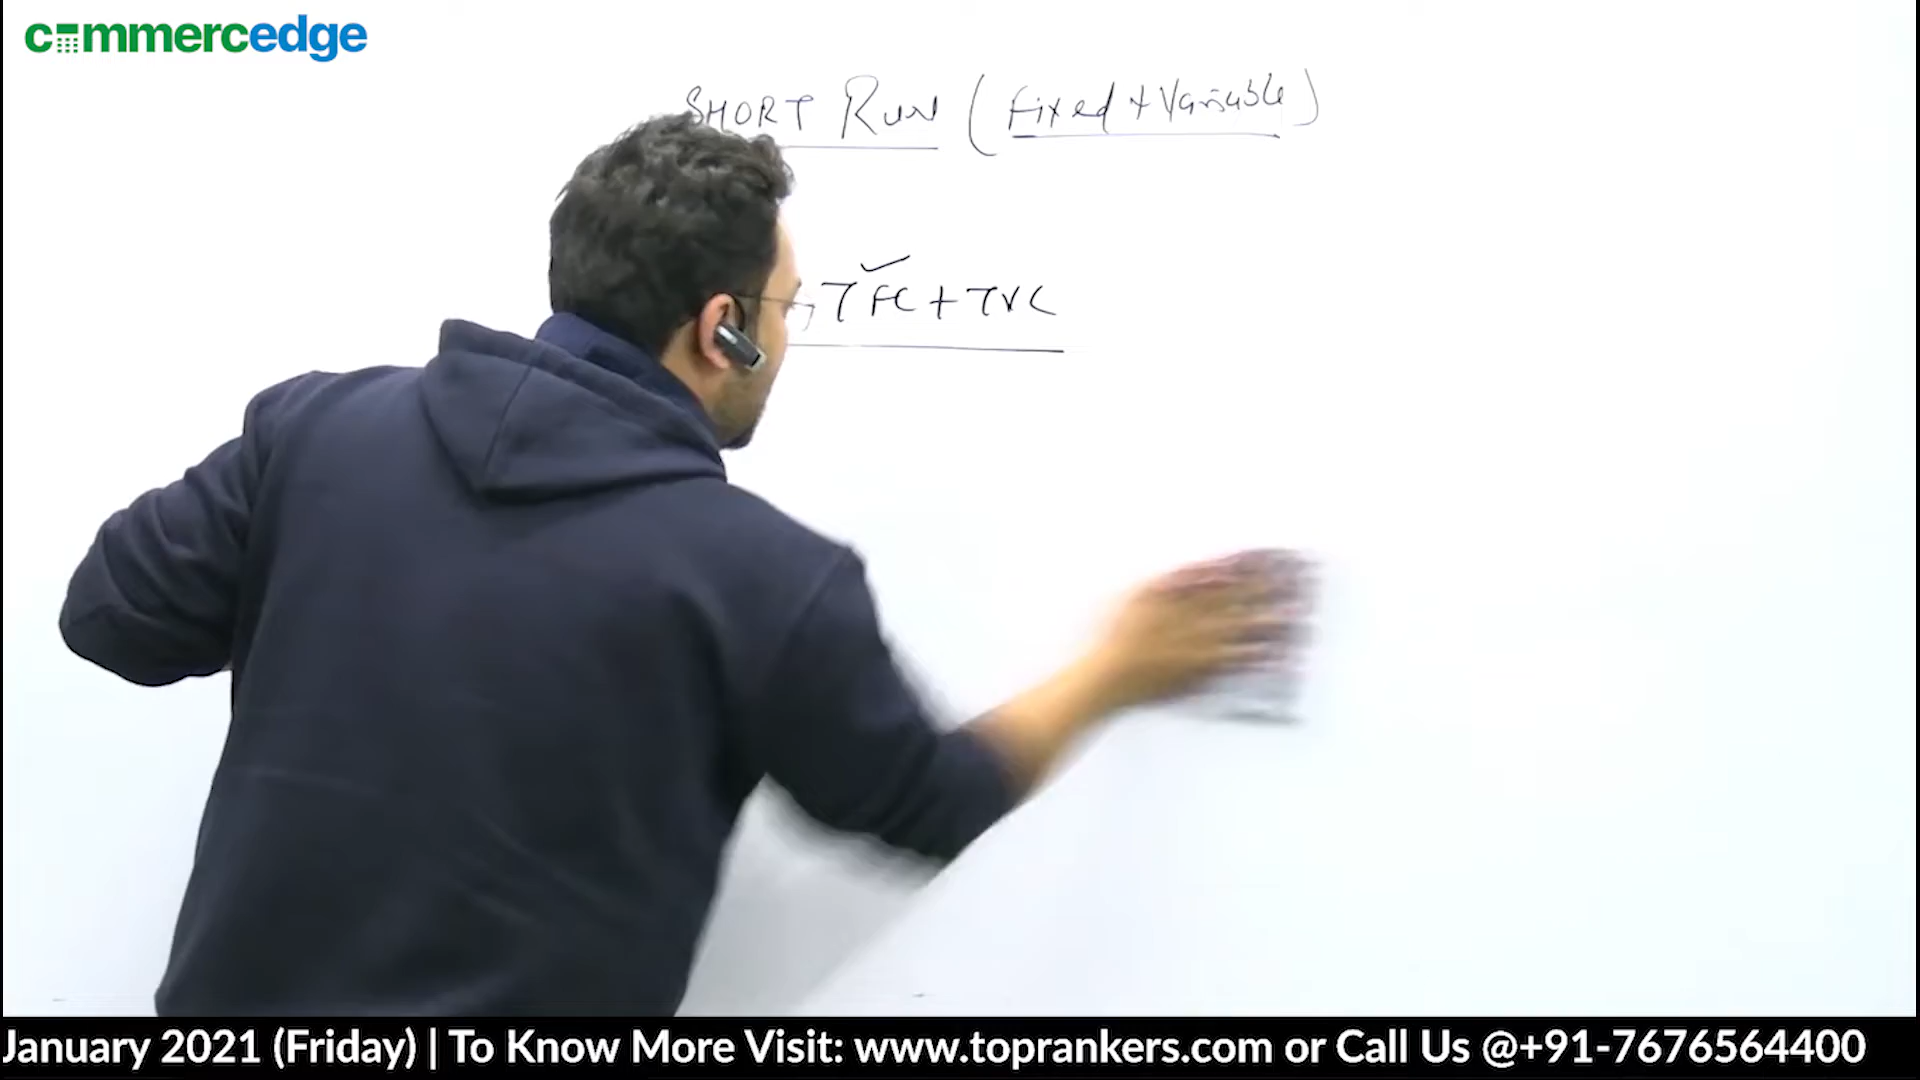 commercedge
SHORT RUN (Fixed + Variable)
TFC + TVC
January 2021 (Friday) | To Know More Visit: www.toprankers.com or Call Us @+91-7676564400